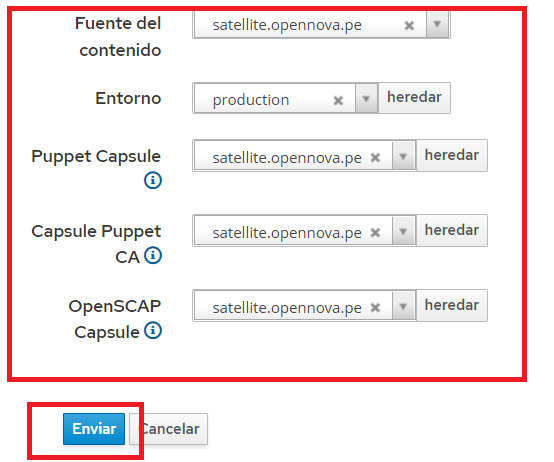 Fuente del contenido
satellite.opennova.pe
Entorno
production
heredar
Puppet Capsule
satellite.opennova.pe
heredar
Capsule Puppet CA
satellite.opennova.pe
heredar
OpenSCAP Capsule
satellite.opennova.pe
heredar
Enviar
Cancelar